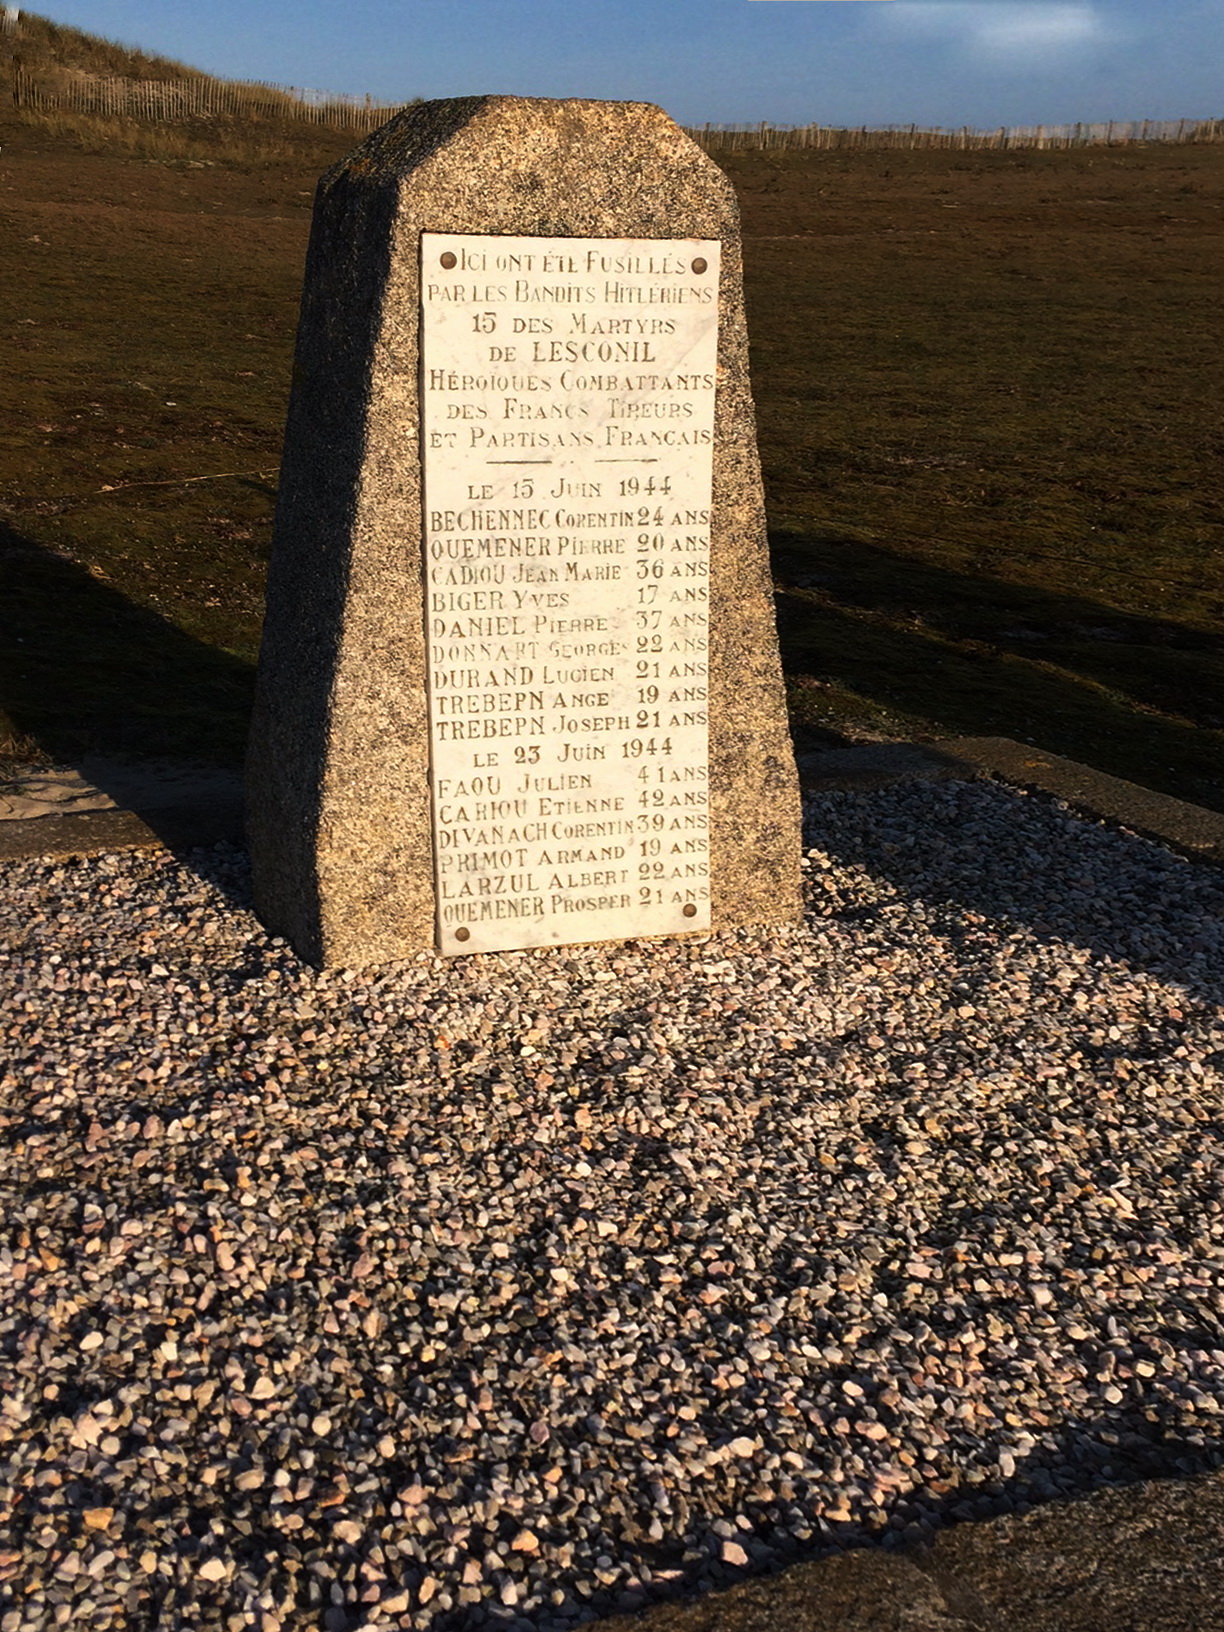 ICI ONT ÉTÉ FUSILLÉS
PAR LES BANDITS HITLÉRIENS
15 DES MARTYRS
DE LESCONIL
HÉROIQUES COMBATTANTS
DES FRANCS TIREURS
ET PARTISANS FRANÇAIS
LE 15 JUIN 1944
BECHENNEC CORENTIN 24 ANS
QUEMENER PIERRE 20 ANS
CADIOU JEAN MARIE 36 ANS
BIGER YVES 17 ANS
DANIEL PIERRE 37 ANS
DONNART GEORGES 22 ANS
DURAND LUCIEN 21 ANS
TREBEPN ANGE 19 ANS
TREBEPN JOSEPH 21 ANS
LE 23 JUIN 1944
FAOU JULIEN 41 ANS
CARIOU ETIENNE 42 ANS
DIVANACH CORENTIN 39 ANS
PRIMOT ARMAND 19 ANS
LARZUL ALBERT 22 ANS
QUEMENER PROSPER 21 ANS